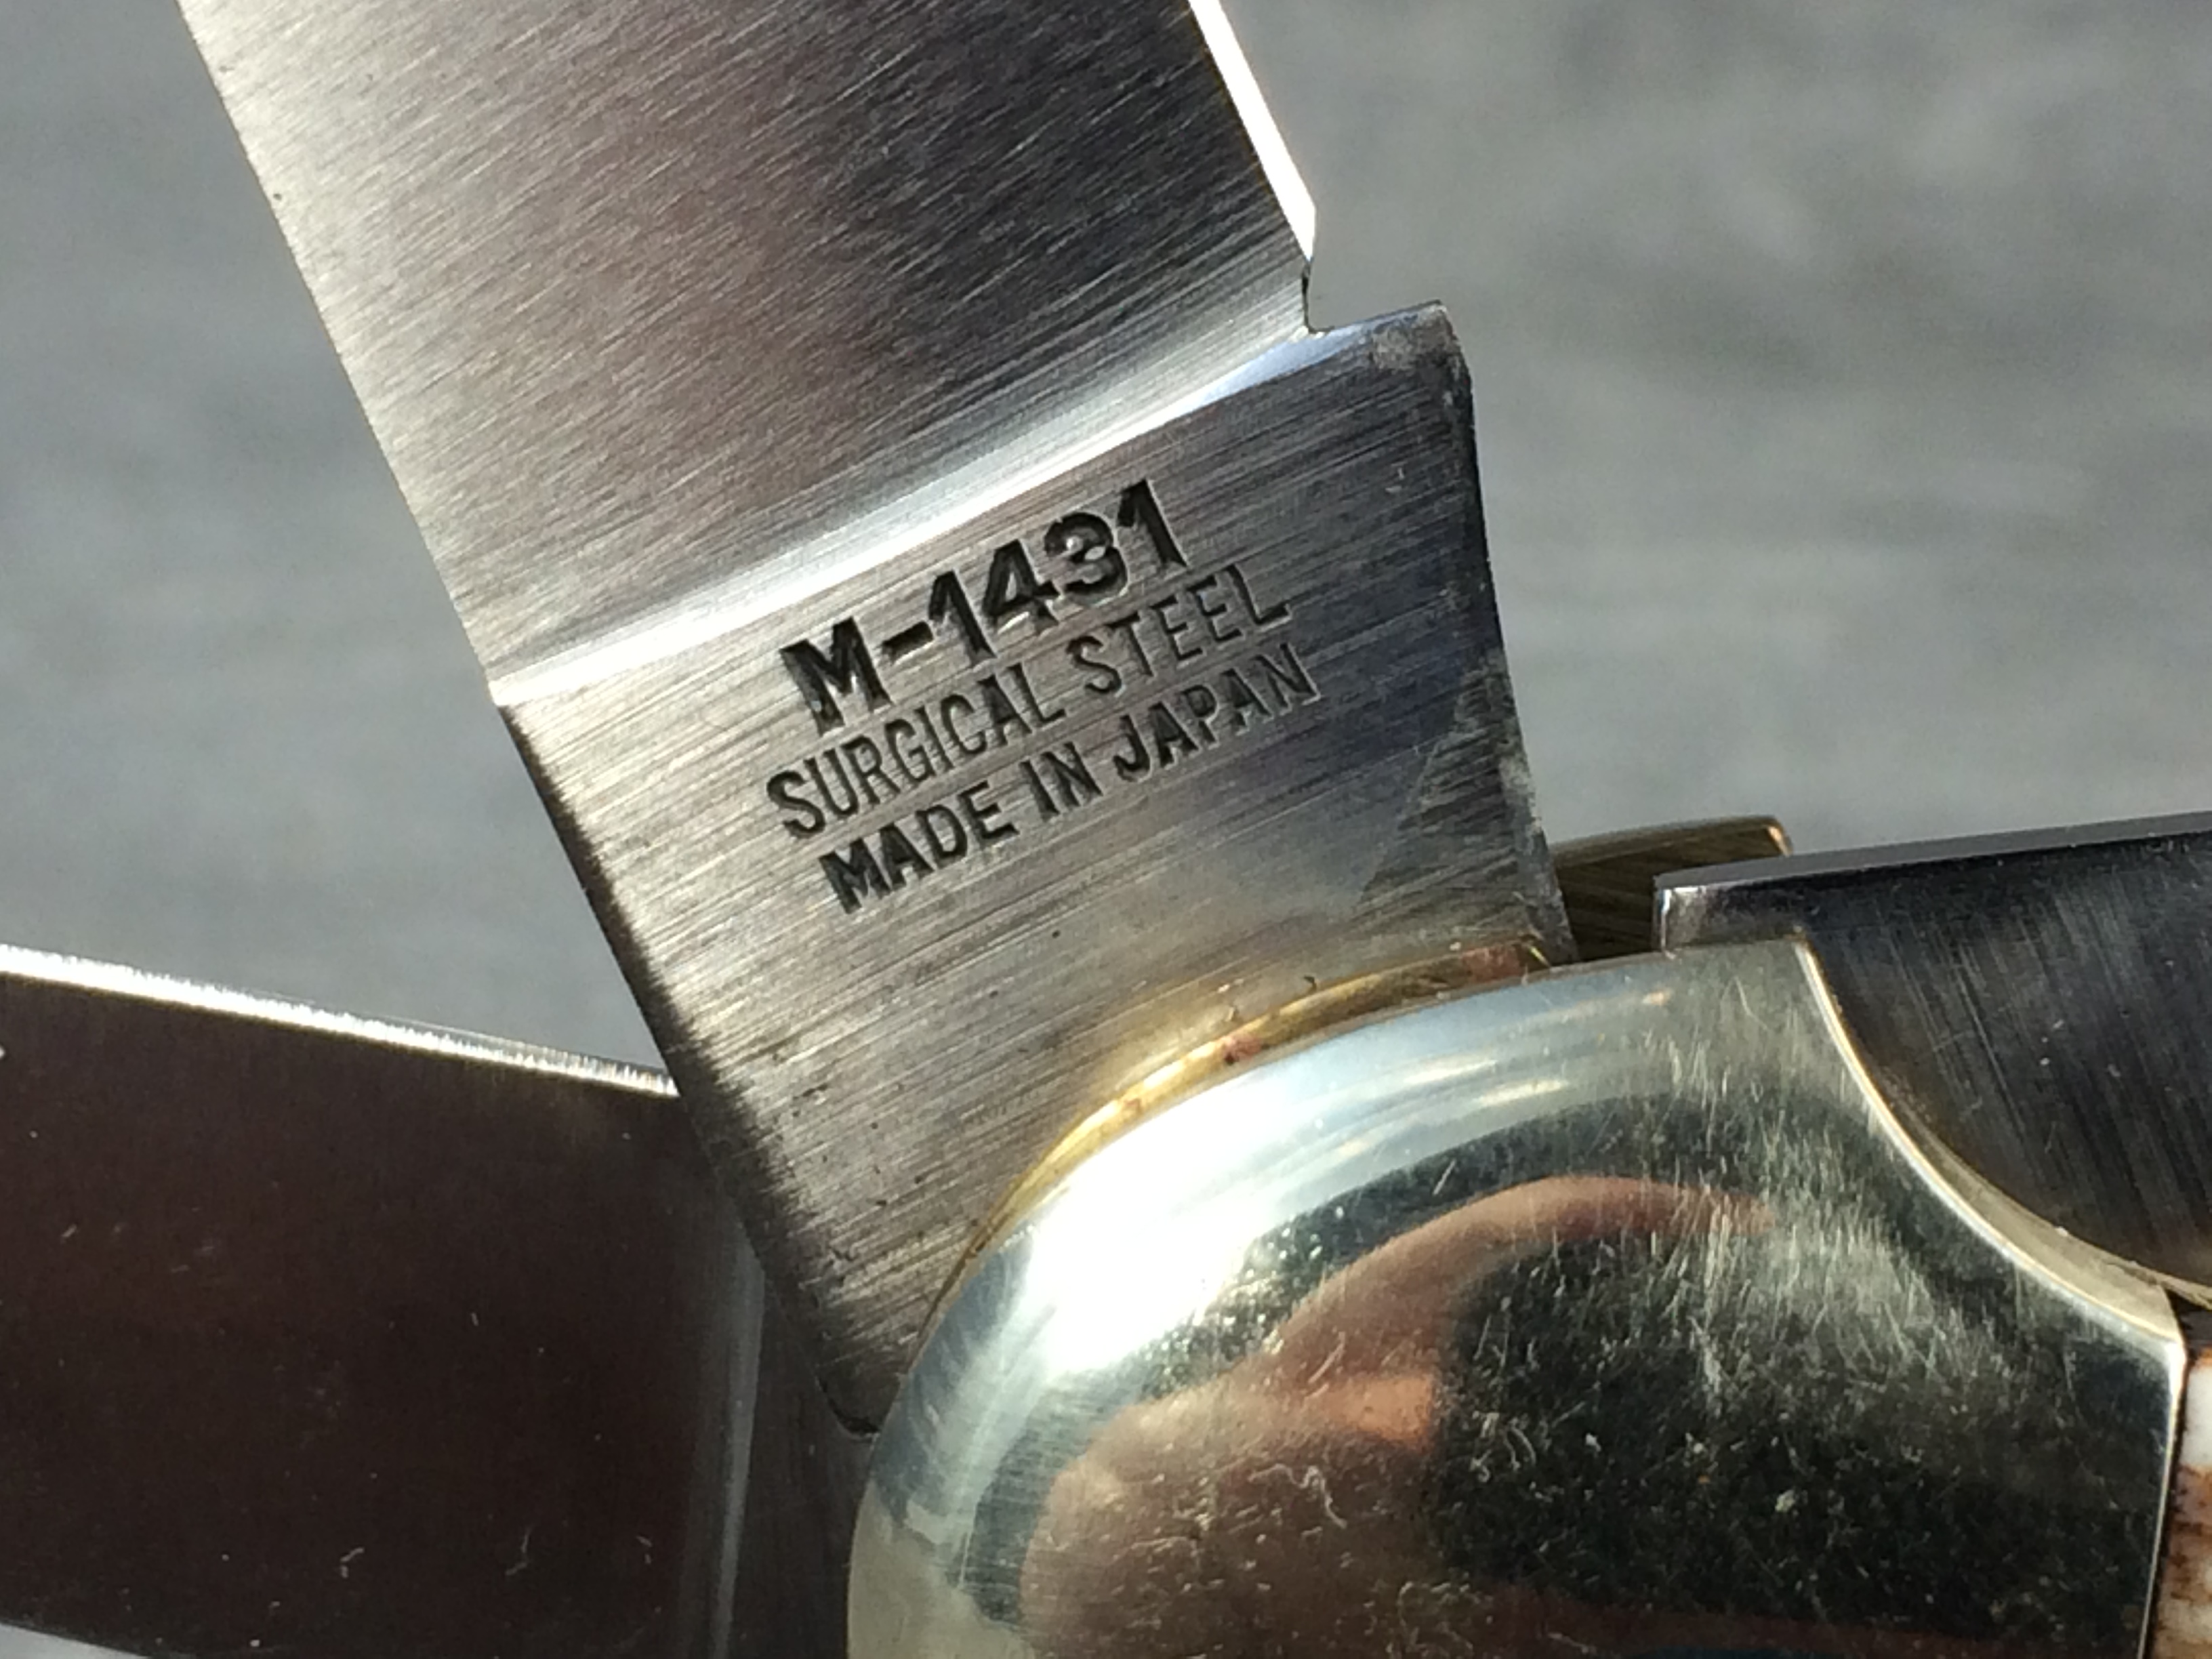 M-1431
SURGICAL STEEL
MADE IN JAPAN